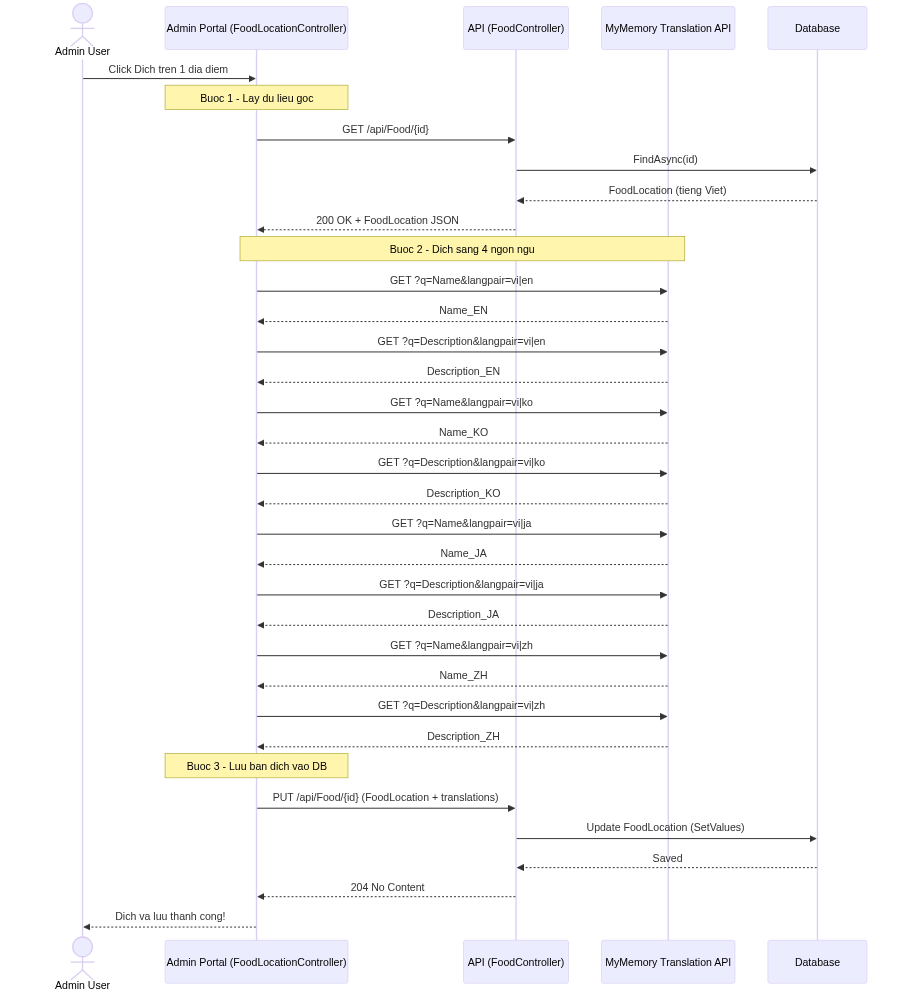 Admin User
Admin Portal (FoodLocationController)
API (FoodController)
MyMemory Translation API
Database
Click Dich tren 1 dia diem
Buoc 1 - Lay du lieu goc
GET /api/Food/{id}
FindAsync(id)
FoodLocation (tieng Viet)
200 OK + FoodLocation JSON
Buoc 2 - Dich sang 4 ngon ngu
GET ?q=Name&langpair=vi|en
Name_EN
GET ?q=Description&langpair=vi|en
Description_EN
GET ?q=Name&langpair=vi|ko
Name_KO
GET ?q=Description&langpair=vi|ko
Description_KO
GET ?q=Name&langpair=vi|ja
Name_JA
GET ?q=Description&langpair=vi|ja
Description_JA
GET ?q=Name&langpair=vi|zh
Name_ZH
GET ?q=Description&langpair=vi|zh
Description_ZH
Buoc 3 - Luu ban dich vao DB
PUT /api/Food/{id} (FoodLocation + translations)
Update FoodLocation (SetValues)
Saved
204 No Content
Dich va luu thanh cong!
Admin User
Admin Portal (FoodLocationController)
API (FoodController)
MyMemory Translation API
Database